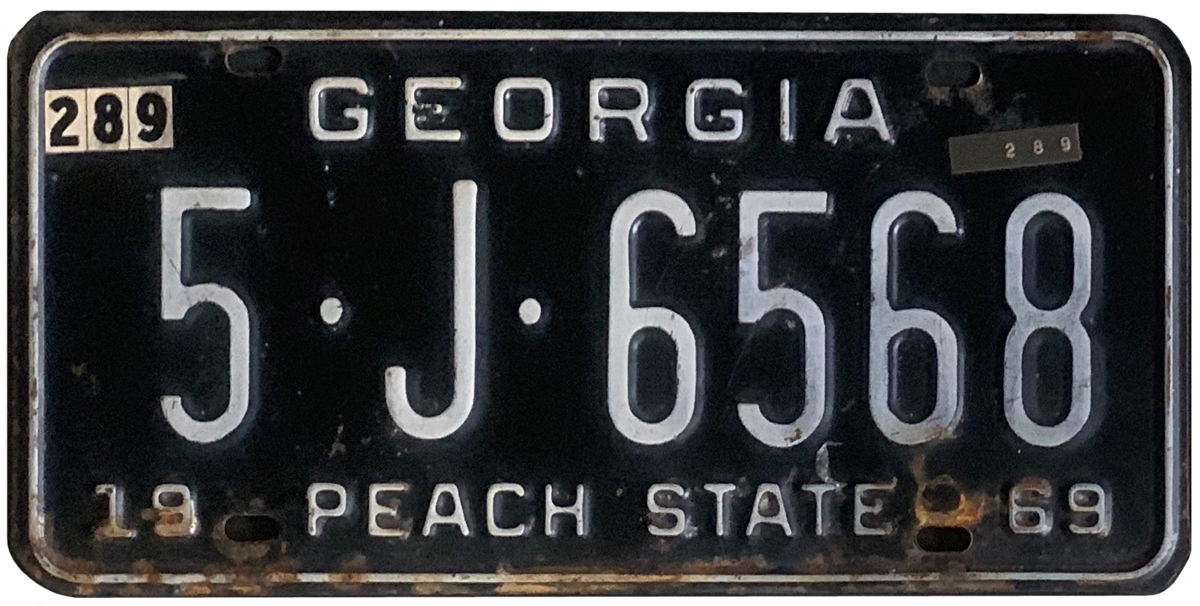 GEORGIA
289
289
5·J·6568
19 PEACH STATE 69